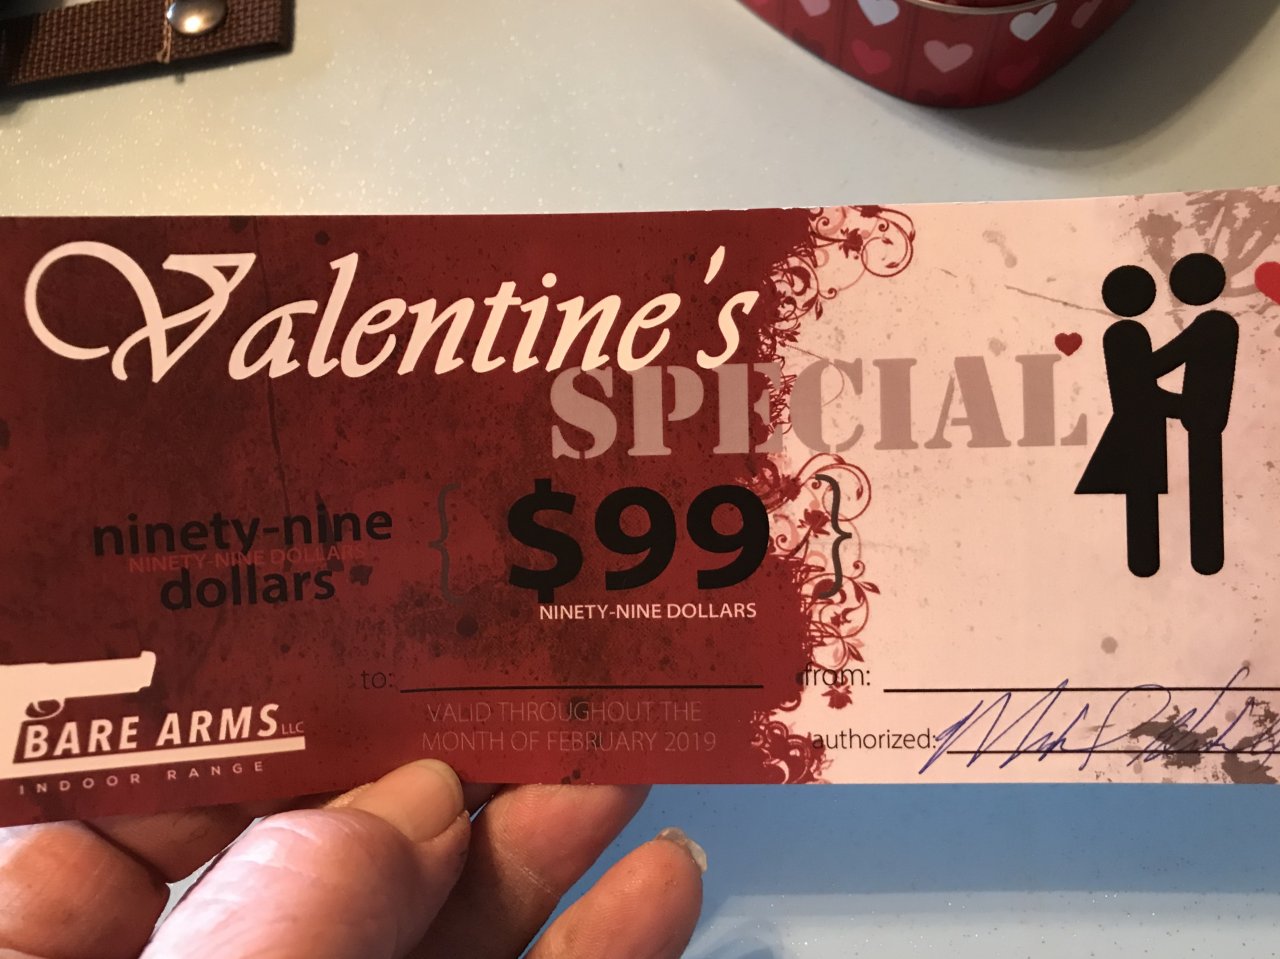 Valentine's
SPECIAL
ninety-nine
NINETY-NINE DOLLARS
dollars
{ $99 }
NINETY-NINE DOLLARS
to:
from:
VALID THROUGHOUT THE
MONTH OF FEBRUARY 2019
authorized:
BARE ARMS LLC
INDOOR RANGE